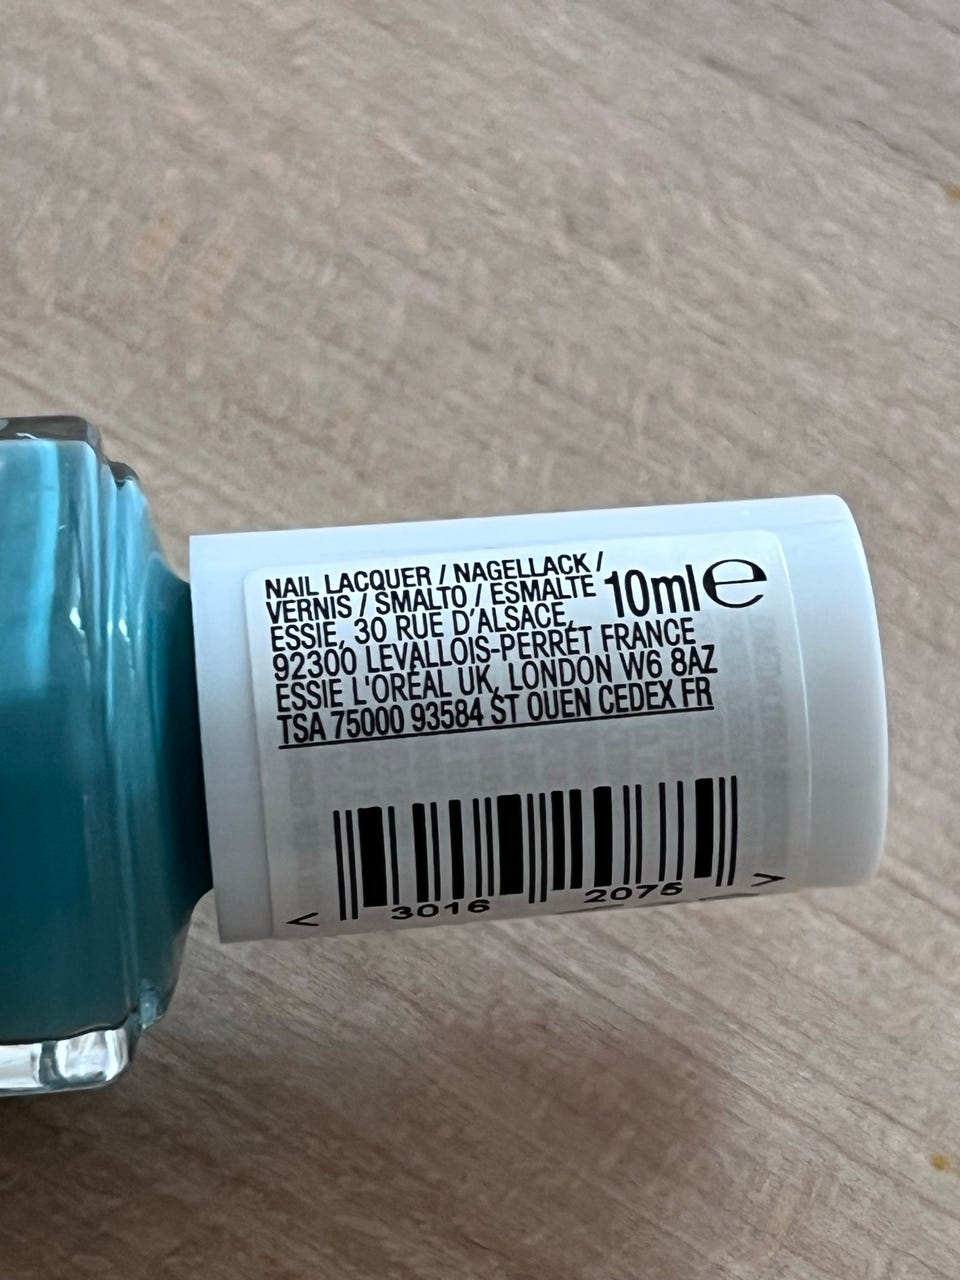 NAIL LACQUER / NAGELLACK /
VERNIS / SMALTO / ESMALTE 10ml e
ESSIE, 30 RUE D'ALSACE,
92300 LEVALLOIS-PERRET FRANCE
ESSIE L'ORÉAL UK, LONDON W6 8AZ
TSA 75000 93584 ST OUEN CEDEX FR
< 3016 2075 >